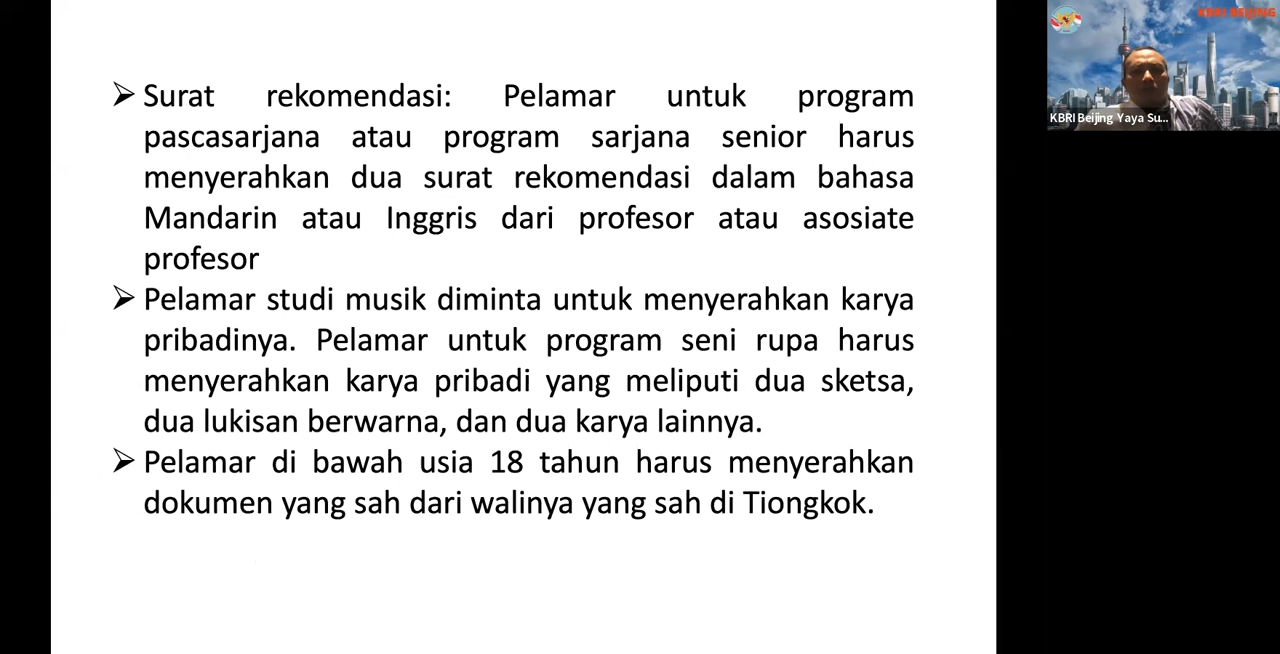 ➢ Surat rekomendasi: Pelamar untuk program
pascasarjana atau program sarjana senior harus
menyerahkan dua surat rekomendasi dalam bahasa
Mandarin atau Inggris dari profesor atau asosiate
profesor
➢ Pelamar studi musik diminta untuk menyerahkan karya
pribadinya. Pelamar untuk program seni rupa harus
menyerahkan karya pribadi yang meliputi dua sketsa,
dua lukisan berwarna, dan dua karya lainnya.
➢ Pelamar di bawah usia 18 tahun harus menyerahkan
dokumen yang sah dari walinya yang sah di Tiongkok.
KBRI BEIJING
KBRI Beijing Yaya Su...